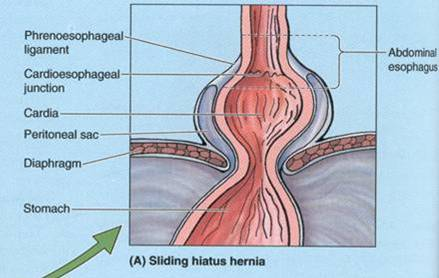 Phrenoesophageal
ligament
Cardioesophageal
junction
Cardia
Peritoneal sac
Diaphragm
Stomach
Abdominal
esophagus
(A) Sliding hiatus hernia